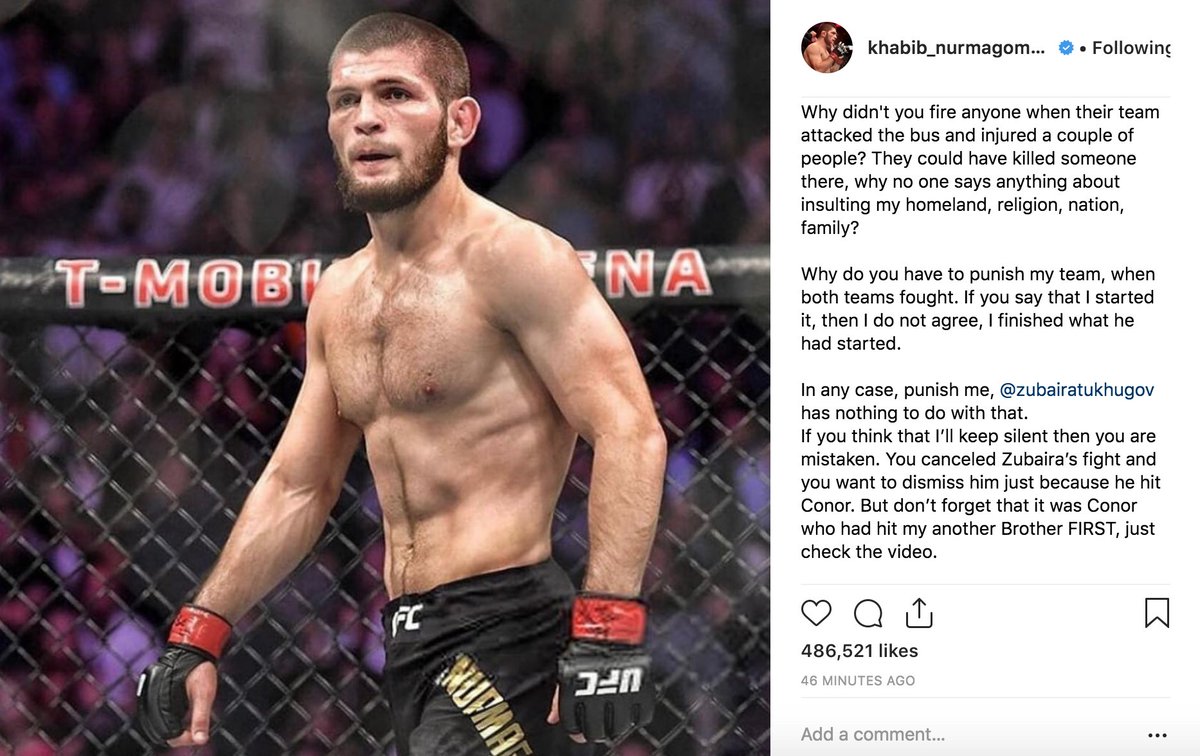 khabib_nurmagom... • Following
Why didn't you fire anyone when their team
attacked the bus and injured a couple of
people? They could have killed someone
there, why no one says anything about
insulting my homeland, religion, nation,
family?
Why do you have to punish my team, when
both teams fought. If you say that I started
it, then I do not agree, I finished what he
had started.
In any case, punish me, @zubairatukhugov
has nothing to do with that.
If you think that I’ll keep silent then you are
mistaken. You canceled Zubaira’s fight and
you want to dismiss him just because he hit
Conor. But don’t forget that it was Conor
who had hit my another Brother FIRST, just
check the video.
486,521 likes
46 MINUTES AGO
Add a comment...
T-MOBI ENA
UFC
NURMAG
UFC